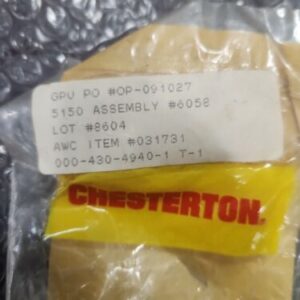 GPU PO #OP-091027
5150 ASSEMBLY #6058
LOT #8604
AWC ITEM #031731
000-430-4940-1 T-1
CHESTERTON